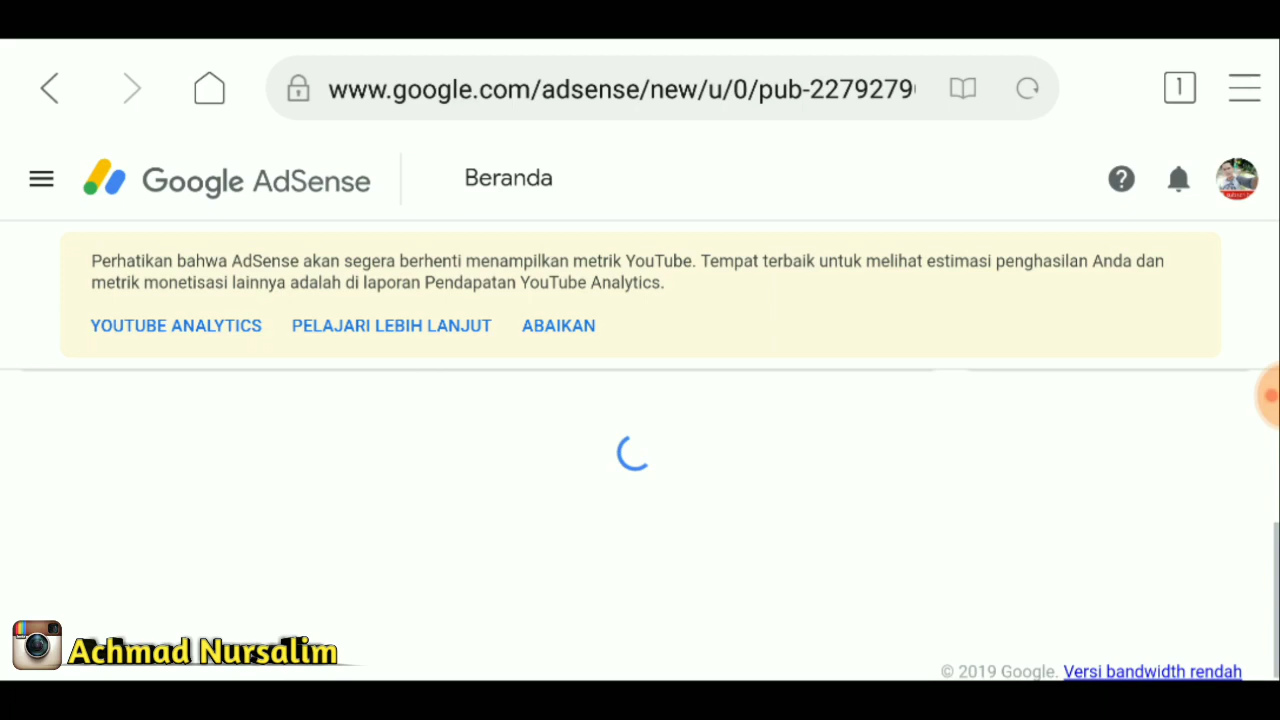 www.google.com/adsense/new/u/0/pub-2279279
1
Google AdSense
Beranda
Perhatikan bahwa AdSense akan segera berhenti menampilkan metrik YouTube. Tempat terbaik untuk melihat estimasi penghasilan Anda dan
metrik monetisasi lainnya adalah di laporan Pendapatan YouTube Analytics.
YOUTUBE ANALYTICS PELAJARI LEBIH LANJUT ABAIKAN
Achmad Nursalim
© 2019 Google. Versi bandwidth rendah